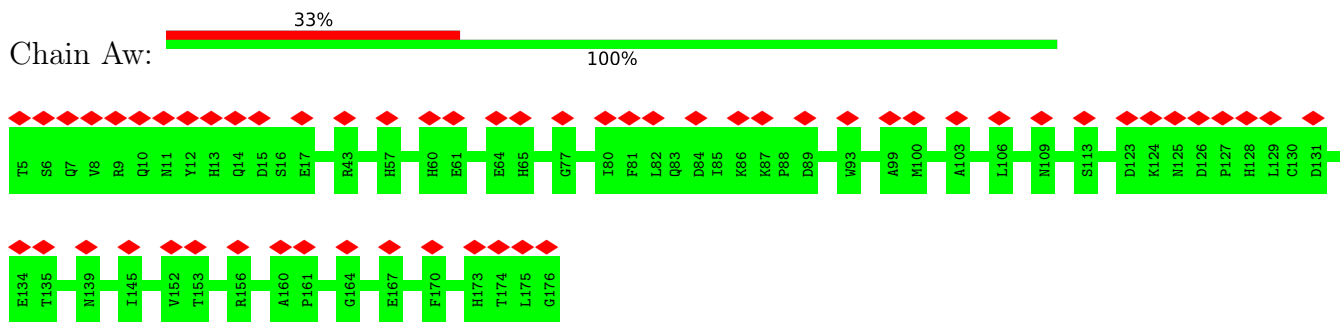 33%
Chain Aw:
100%
T5 S6 Q7 V8 R9 Q10 N11 Y12 H13 Q14 D15 S16 E17 R43 H57 H60 E61 E64 H65 G77 I80 F81 L82 Q83 D84 I85 K86 K87 P88 D89 W93 A99 M100 A103 L106 N109 S113 D123 K124 N125 D126 P127 H128 L129 C130 D131
E134 T135 N139 I145 V152 T153 R156 A160 P161 G164 E167 F170 H173 T174 L175 G176